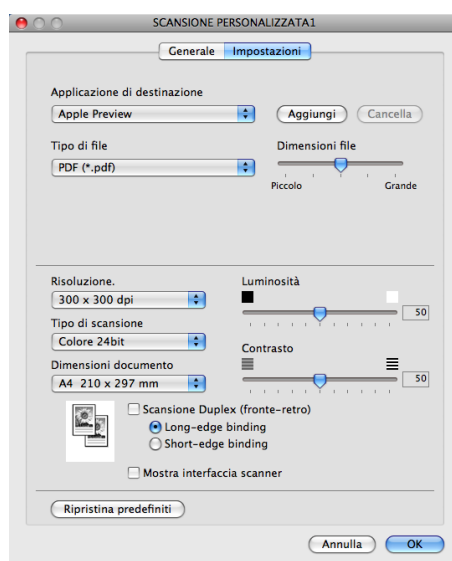 SCANSIONE PERSONALIZZATA1
Generale Impostazioni
Applicazione di destinazione
Apple Preview Aggiungi Cancella
Tipo di file Dimensioni file
PDF (*.pdf)
Piccolo Grande
Risoluzione. Luminosità
300 x 300 dpi
50
Tipo di scansione
Colore 24bit
Contrasto
Dimensioni documento
A4 210 x 297 mm 50
Scansione Duplex (fronte-retro)
Long-edge binding
Short-edge binding
Mostra interfaccia scanner
Ripristina predefiniti
Annulla OK